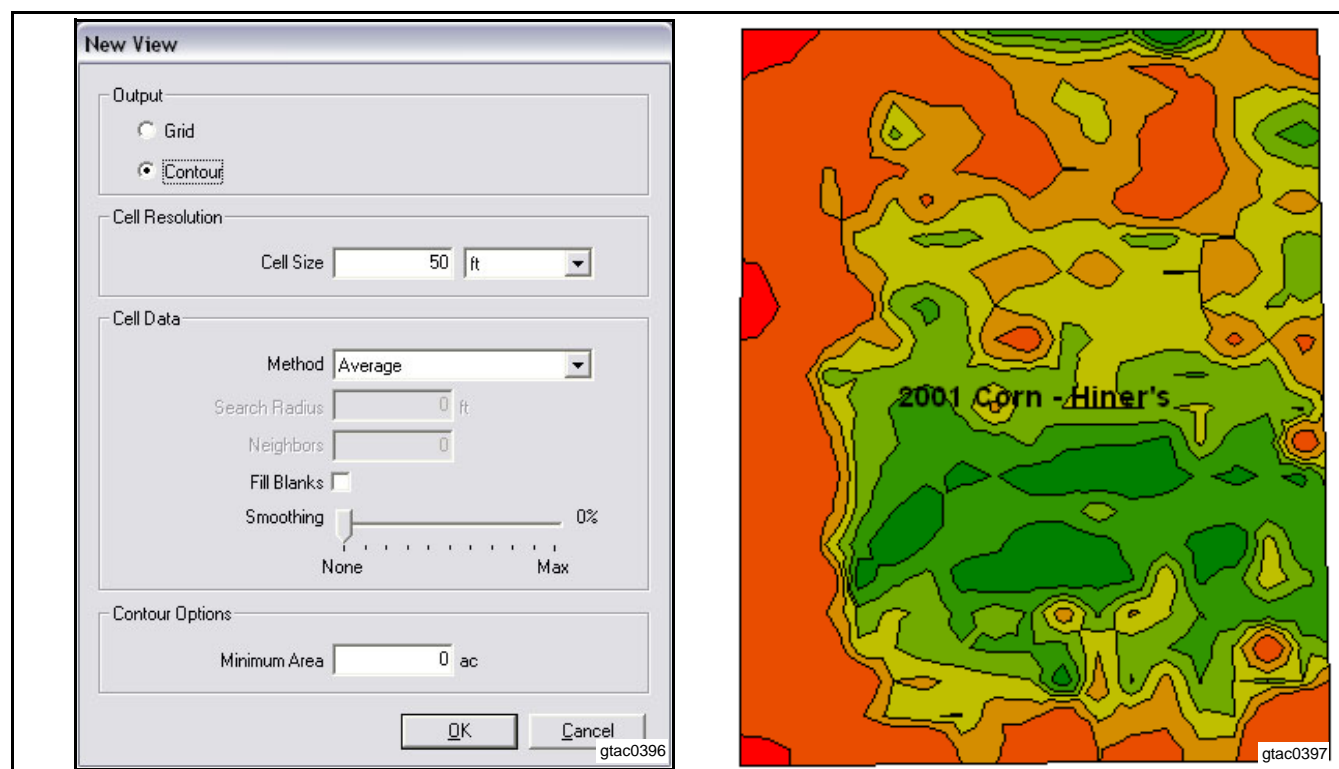 New View
Output
Grid
Contour
Cell Resolution
Cell Size 50 ft
Cell Data
Method Average
Search Radius 0 ft
Neighbors 0
Fill Blanks
Smoothing 0%
None Max
Contour Options
Minimum Area 0 ac
OK Cancel
gtac0396
2001 Corn - Hiner's
gtac0397